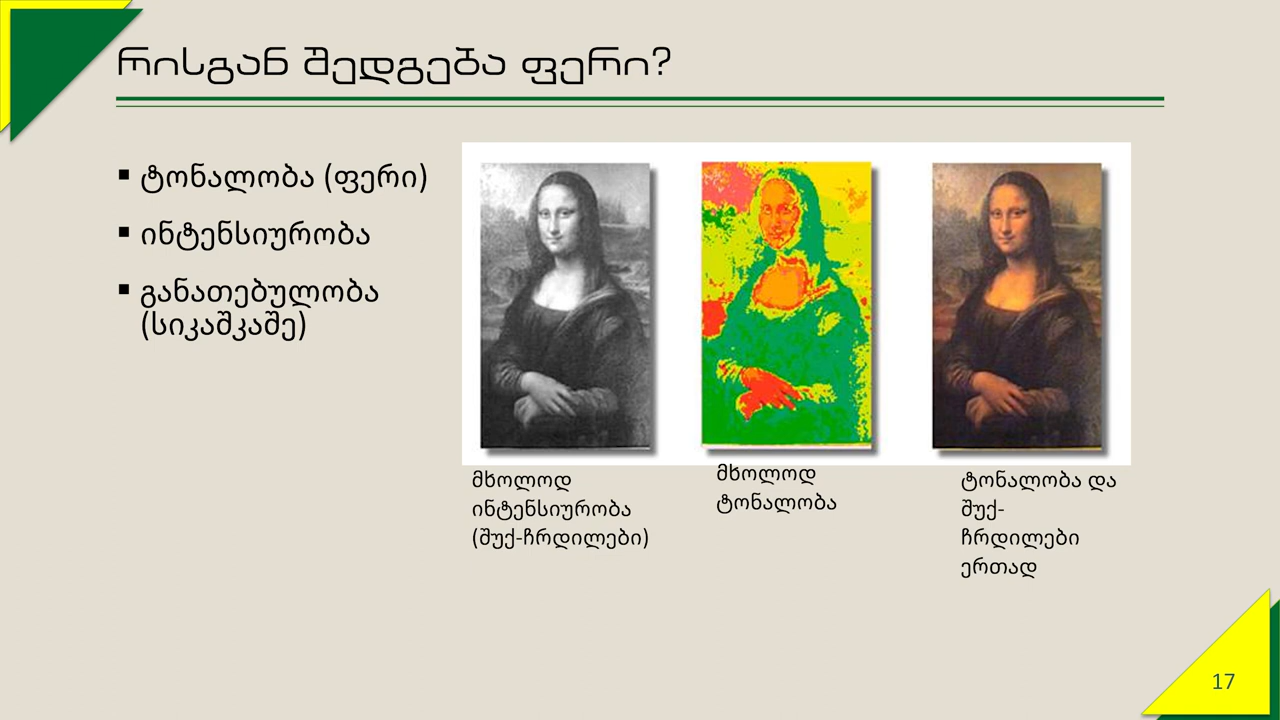 რისგან შედგება ფერი?
▪ ტონალობა (ფერი)
▪ ინტენსიურობა
▪ განათებულობა
(სიკაშკაშე)
მხოლოდ
ინტენსიურობა
(შუქ-ჩრდილები)
მხოლოდ
ტონალობა
ტონალობა და
შუქ-
ჩრდილები
ერთად
17